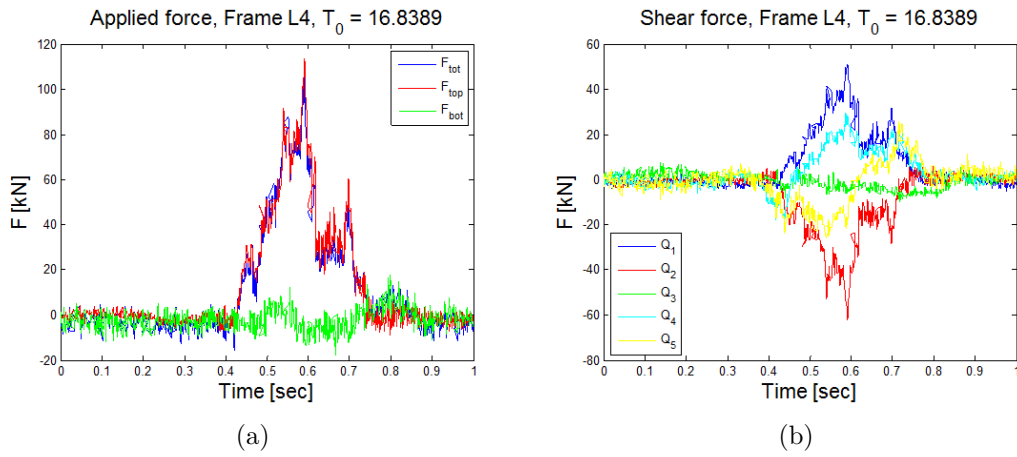 Applied force, Frame L4, T0 = 16.8389
F [kN]
120
100
80
60
40
20
0
-20
Ftot
Ftop
Fbot
0 0.1 0.2 0.3 0.4 0.5 0.6 0.7 0.8 0.9 1
Time [sec]
(a)
Shear force, Frame L4, T0 = 16.8389
F [kN]
60
40
20
0
-20
-40
-60
-80
Q1
Q2
Q3
Q4
Q5
0 0.1 0.2 0.3 0.4 0.5 0.6 0.7 0.8 0.9 1
Time [sec]
(b)